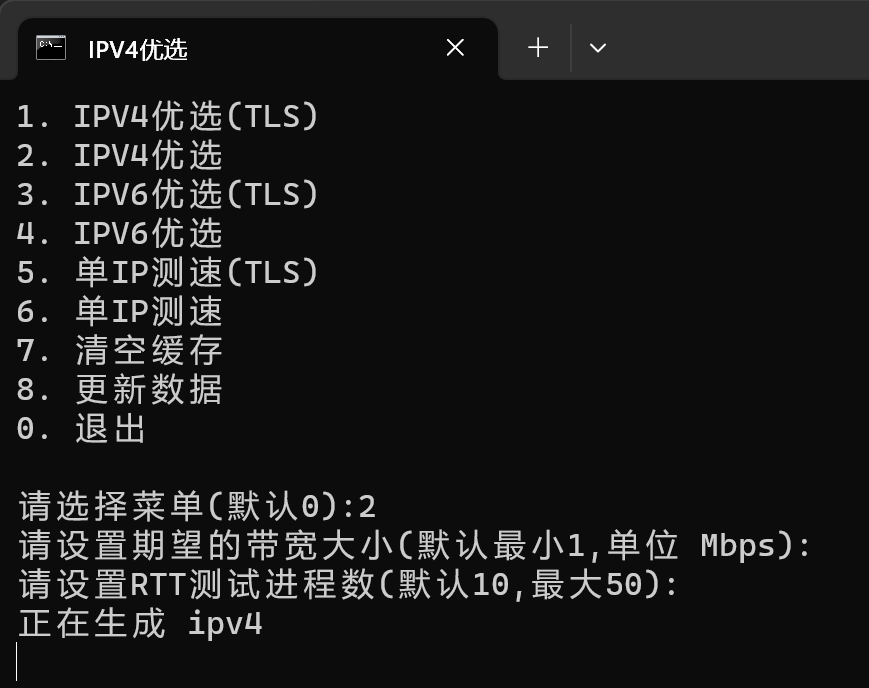 IPV4优选
1. IPV4优选(TLS)
2. IPV4优选
3. IPV6优选(TLS)
4. IPV6优选
5. 单IP测速(TLS)
6. 单IP测速
7. 清空缓存
8. 更新数据
0. 退出
请选择菜单(默认0):2
请设置期望的带宽大小(默认最小1,单位 Mbps):
请设置RTT测试进程数(默认10,最大50):
正在生成 ipv4